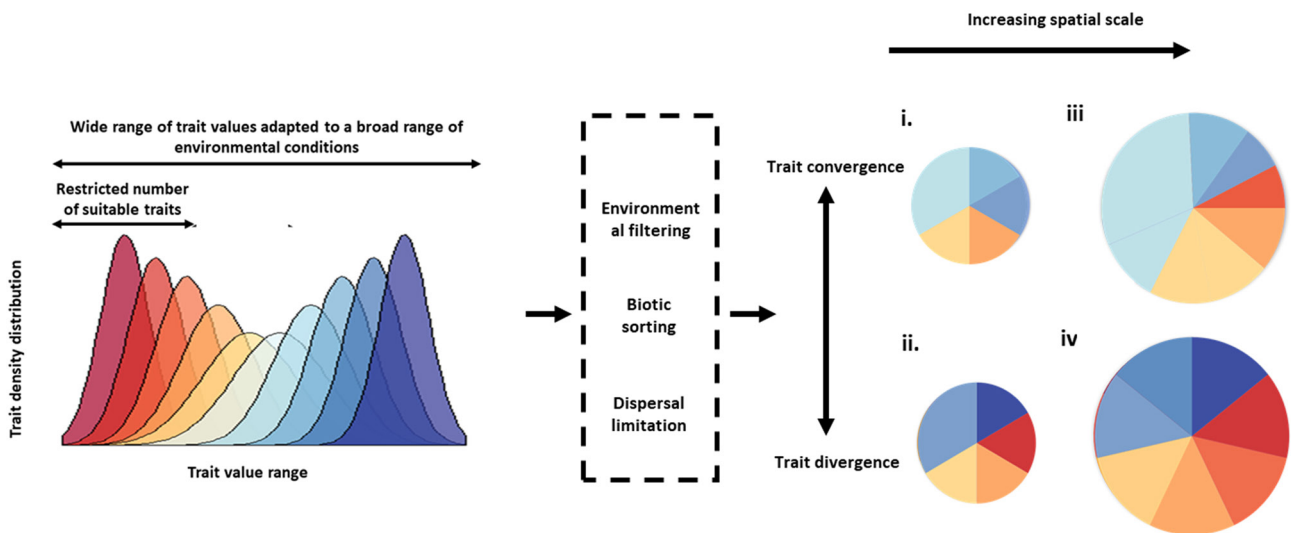 Increasing spatial scale
Wide range of trait values adapted to a broad range of
environmental conditions
Restricted number
of suitable traits
Trait density distribution
Trait value range
Environment
al filtering
Biotic
sorting
Dispersal
limitation
Trait convergence
Trait divergence
i.
iii
ii.
iv